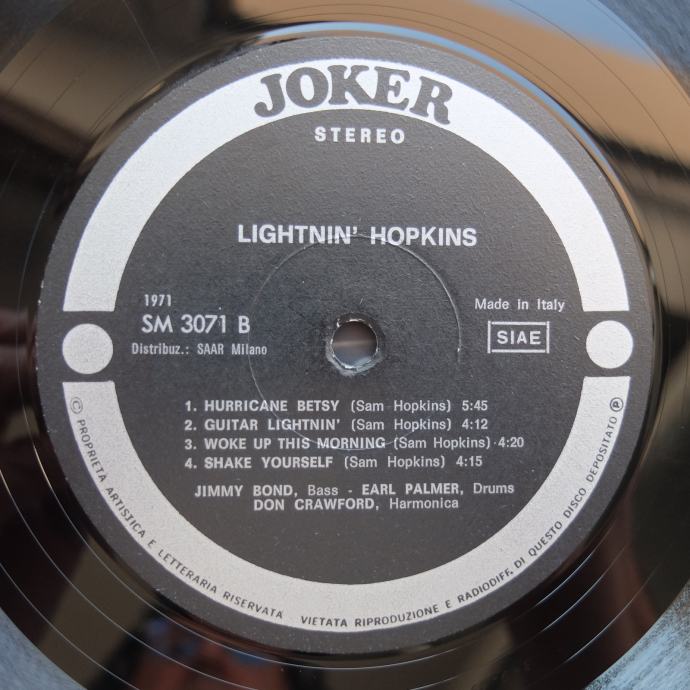 JOKER
STEREO
LIGHTNIN' HOPKINS
1971
SM 3071 B
Distribuz.: SAAR Milano
Made in Italy
SIAE
1. HURRICANE BETSY (Sam Hopkins) 5:45
2. GUITAR LIGHTNIN' (Sam Hopkins) 4:12
3. WOKE UP THIS MORNING (Sam Hopkins) 4:20
4. SHAKE YOURSELF (Sam Hopkins) 4:15
JIMMY BOND, Bass - EARL PALMER, Drums
DON CRAWFORD, Harmonica
© PROPRIETA ARTISTICA E LETTERARIA RISERVATA VIETATA RIPRODUZIONE E RADIODIFF. DI QUESTO DISCO DEPOSITATO ℗